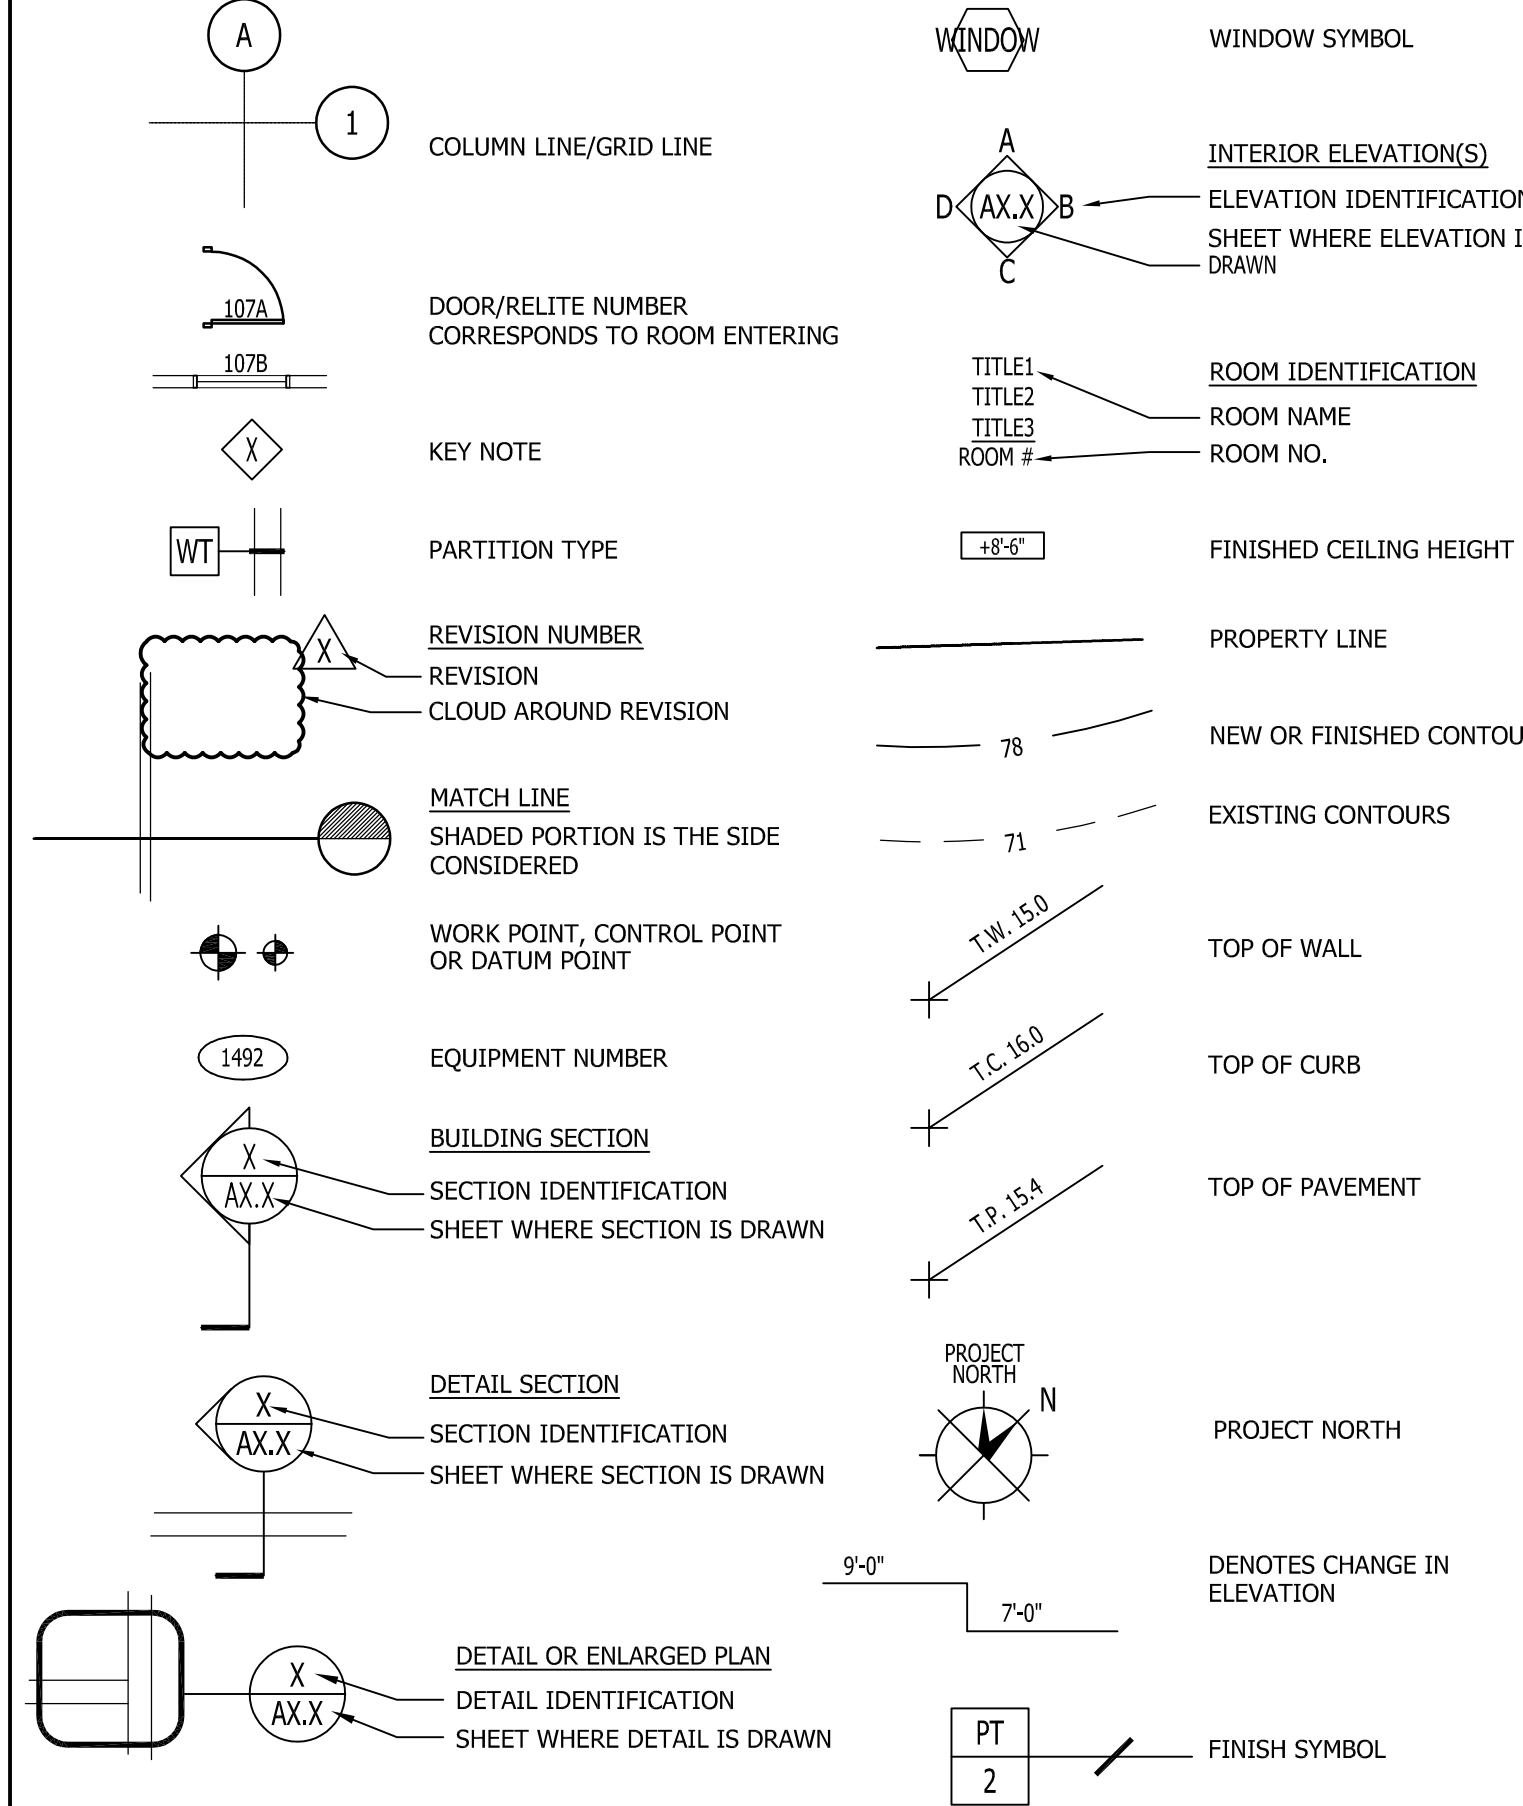 A
1
COLUMN LINE/GRID LINE
107A
DOOR/RELITE NUMBER
CORRESPONDS TO ROOM ENTERING
107B
X
KEY NOTE
WT
PARTITION TYPE
REVISION NUMBER
X
REVISION
CLOUD AROUND REVISION
MATCH LINE
SHADED PORTION IS THE SIDE
CONSIDERED
WORK POINT, CONTROL POINT
OR DATUM POINT
1492
EQUIPMENT NUMBER
BUILDING SECTION
X
SECTION IDENTIFICATION
AX.X
SHEET WHERE SECTION IS DRAWN
DETAIL SECTION
X
SECTION IDENTIFICATION
AX.X
SHEET WHERE SECTION IS DRAWN
DETAIL OR ENLARGED PLAN
X
DETAIL IDENTIFICATION
AX.X
SHEET WHERE DETAIL IS DRAWN
WINDOW
WINDOW SYMBOL
A
INTERIOR ELEVATION(S)
D
AX.X
B
ELEVATION IDENTIFICATION
SHEET WHERE ELEVATION I
DRAWN
C
TITLE1
TITLE2
TITLE3
ROOM #
ROOM IDENTIFICATION
ROOM NAME
ROOM NO.
+8'-6"
FINISHED CEILING HEIGHT
PROPERTY LINE
78
NEW OR FINISHED CONTOU
71
EXISTING CONTOURS
T.W. 15.0
TOP OF WALL
T.C. 16.0
TOP OF CURB
T.P. 15.4
TOP OF PAVEMENT
PROJECT
NORTH
N
PROJECT NORTH
9'-0"
7'-0"
DENOTES CHANGE IN
ELEVATION
PT
2
FINISH SYMBOL